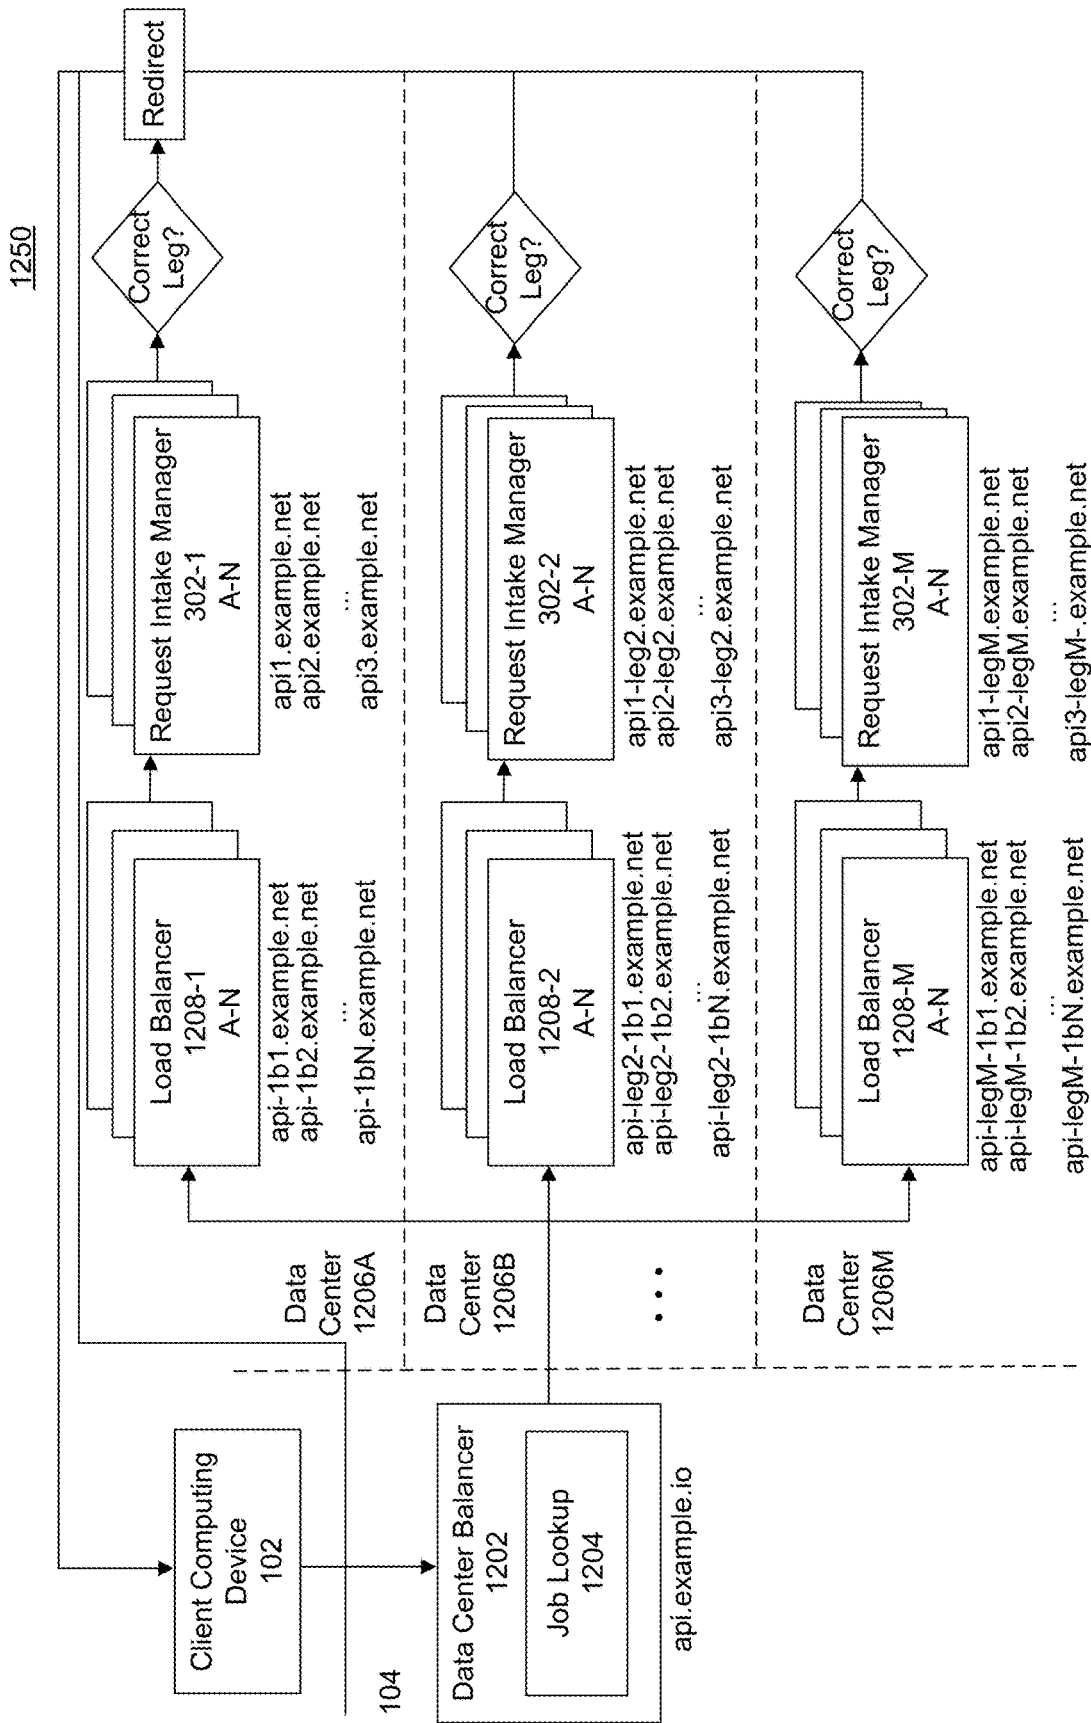 1250
Client Computing
Device
102
104
Data Center Balancer
1202
Job Lookup
1204
api.example.io
Data
Center
1206A
Load Balancer
1208-1
A-N
api-1b1.example.net
api-1b2.example.net
...
api-1bN.example.net
Request Intake Manager
302-1
A-N
api1.example.net
api2.example.net
...
api3.example.net
Correct
Leg?
Redirect
Data
Center
1206B
Load Balancer
1208-2
A-N
api-leg2-1b1.example.net
api-leg2-1b2.example.net
...
api-leg2-1bN.example.net
Request Intake Manager
302-2
A-N
api1-leg2.example.net
api2-leg2.example.net
...
api3-leg2.example.net
Correct
Leg?
...
Data
Center
1206M
Load Balancer
1208-M
A-N
api-legM-1b1.example.net
api-legM-1b2.example.net
...
api-legM-1bN.example.net
Request Intake Manager
302-M
A-N
api1-legM.example.net
api2-legM.example.net
...
api3-legM-.example.net
Correct
Leg?